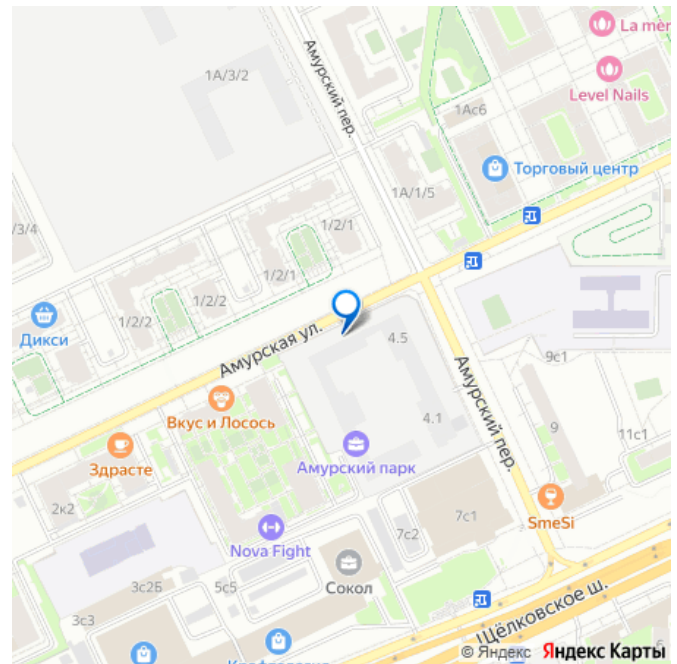 La mèr
Level Nails
1А/3/2
Амурский пер.
1Ас6
Торговый центр
1А/1/5
/3/4
1/2/1
1/2/1
1/2/2
1/2/2
Дикси
Амурская ул.
4.5
9с1
Амурский пер.
Вкус и Лосось
4.1
9
11с1
Здрасте
Амурский парк
2к2
SmeSi
7с1
7с2
Nova Fight
3с2Б
5с5
Сокол
3с3
Щёлковское ш.
5
© Яндекс Яндекс Карты